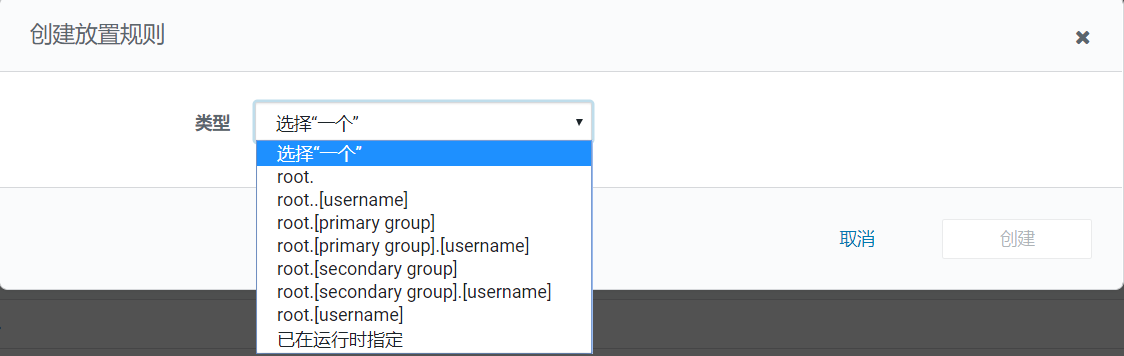 创建放置规则
类型
选择“一个”
选择“一个”
root.
root..[username]
root.[primary group]
root.[primary group].[username]
root.[secondary group]
root.[secondary group].[username]
root.[username]
已在运行时指定
取消
创建